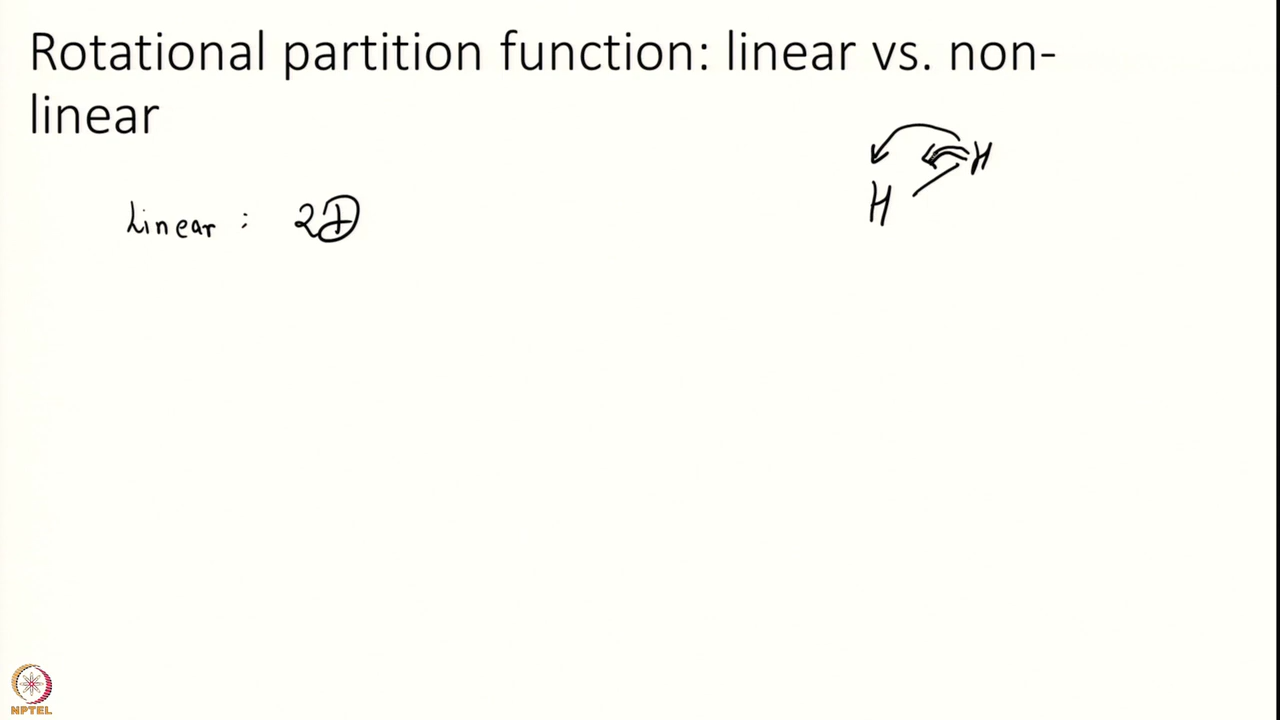 Rotational partition function: linear vs. non-
linear
H
H
Linear : 2D
NPTEL